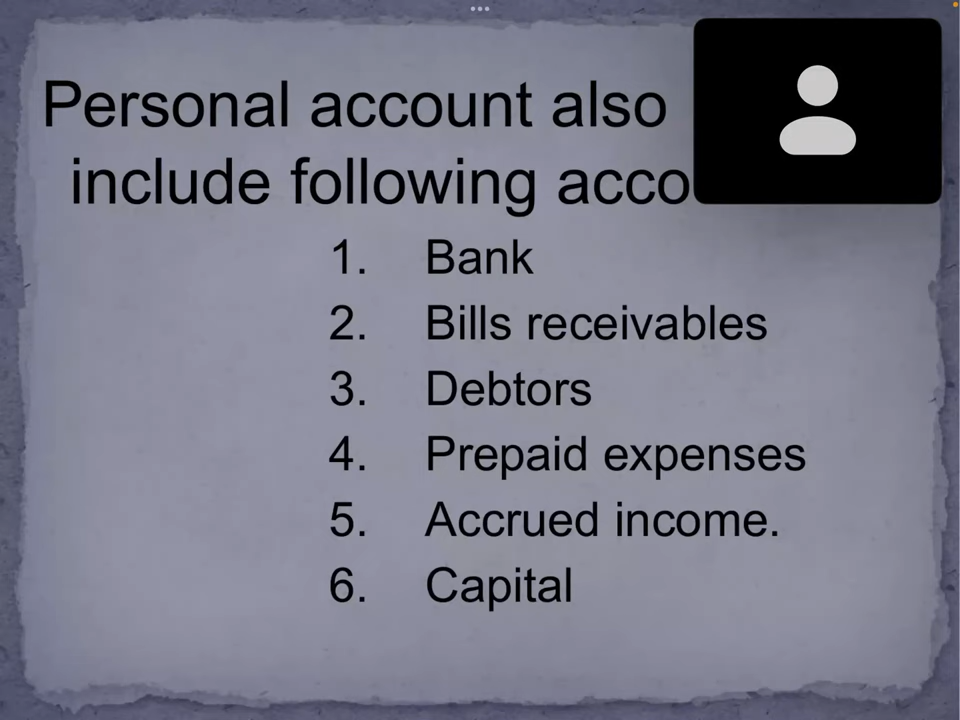 Personal account also
include following acco
1. Bank
2. Bills receivables
3. Debtors
4. Prepaid expenses
5. Accrued income.
6. Capital